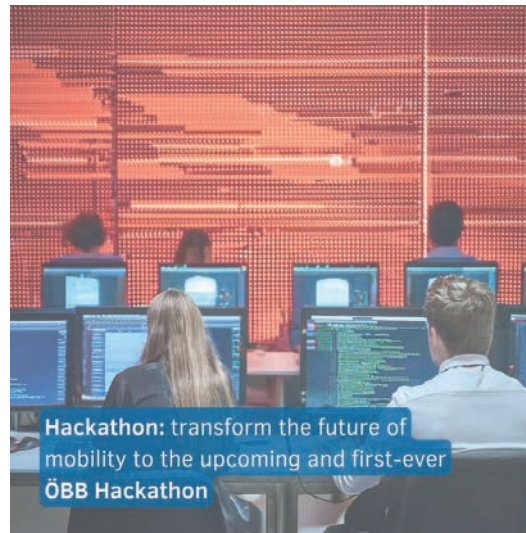 Hackathon: transform the future of
mobility to the upcoming and first-ever
ÖBB Hackathon